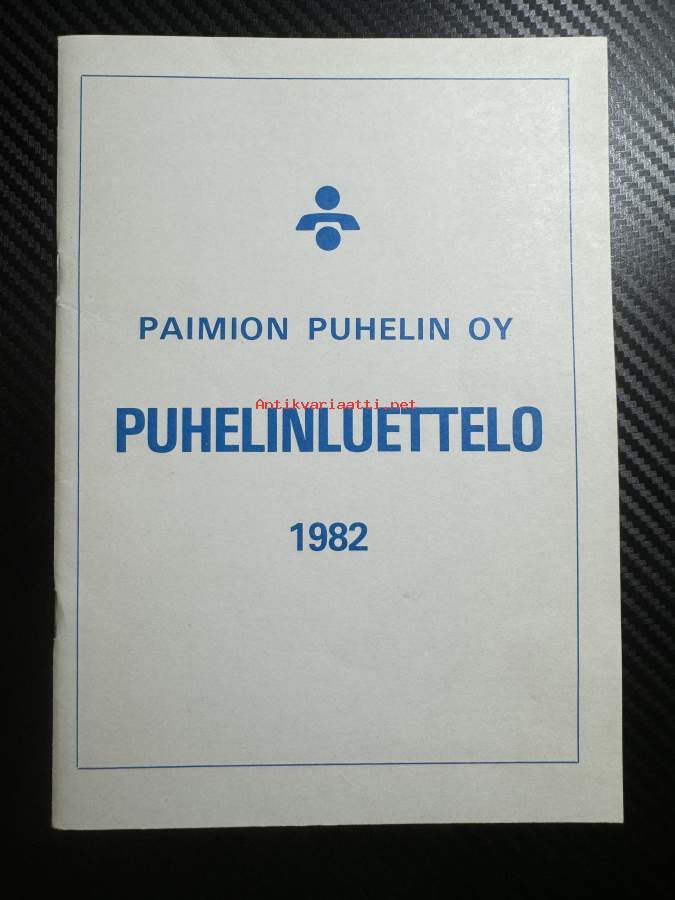 PAIMION PUHELIN OY
Antikvariaatti.net
PUHELINLUETTELO
1982